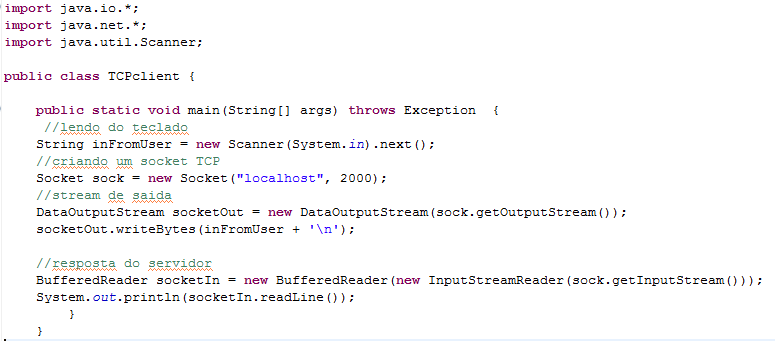 import java.io.*;
import java.net.*;
import java.util.Scanner;
public class TCPclient {
public static void main(String[] args) throws Exception {
//lendo do teclado
String inFromUser = new Scanner(System.in).next();
//criando um socket TCP
Socket sock = new Socket("localhost", 2000);
//stream de saida
DataOutputStream socketOut = new DataOutputStream(sock.getOutputStream());
socketOut.writeBytes(inFromUser + '\n');
//resposta do servidor
BufferedReader socketIn = new BufferedReader(new InputStreamReader(sock.getInputStream()));
System.out.println(socketIn.readLine());
}
}